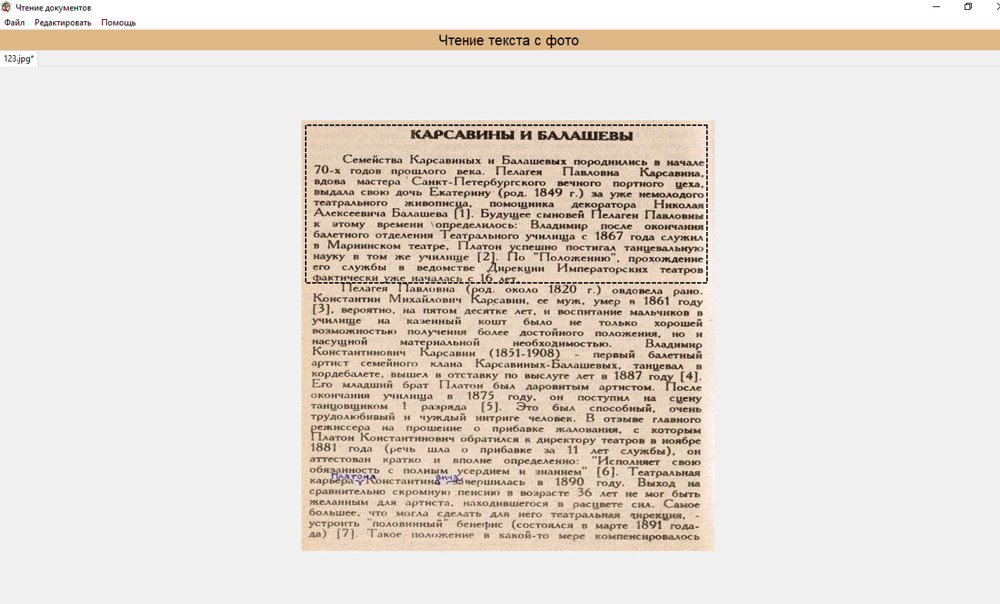 Чтение документов
Файл Редактировать Помощь
Чтение текста с фото
123.jpg*
КАРСАВИНЫ И БАЛАШЕВЫ
Семейства Карсавиных и Балашевых породнились в начале
70-х годов прошлого века. Пелагея Павловна Карсавина,
вдова мастера Санкт-Петербургского вечного портного цеха,
выдала свою дочь Екатерину (род. 1849 г.) за уже немолодого
театрального живописца, помощника декоратора Николая
Алексеевича Балашева [1]. Будущее сыновей Пелагеи Павловны
к этому времени определилось: Владимир после окончания
балетного отделения Театрального училища с 1867 года служил
в Мариинском театре, Платон успешно постигал танцевальную
науку в том же училище [2]. По "Положению", прохождение
его службы в ведомстве Дирекции Императорских театров
фактически уже началась с 16 лет.
Пелагея Павловна (род. около 1820 г.) овдовела рано.
Константин Михайлович Карсавин, ее муж, умер в 1861 году
[3], вероятно, на пятом десятке лет, и воспитание мальчиков в
училище на казенный кошт было не только хорошей
возможностью получения более достойного положения, но и
насущной материальной необходимостью. Владимир
Константинович Карсавин (1851-1908) - первый балетный
артист семейного клана Карсавиных-Балашевых, танцевал в
кордебалете, вышел в отставку по выслуге лет в 1887 году [4].
Его младший брат Платон был даровитым артистом. После
окончания училища в 1875 году, он поступил на сцену
танцовщиком 1 разряда [5]. Это был способный, очень
трудолюбивый и чуждый интриге человек. В отзыве главного
режиссера на прошение о прибавке жалования, с которым
Платон Константинович обратился к директору театров в ноябре
1881 года (речь шла о прибавке за 11 лет службы), он
аттестован кратко и вполне определенно: "Исполняет свою
обязанность с полным усердием и знанием" [6]. Театральная
Платона вича
карьера Константина завершилась в 1890 году. Выход на
сравнительно скромную пенсию в возрасте 36 лет не мог быть
желанным для артиста, находившегося в расцвете сил. Самое
большее, что могла сделать для него театральная дирекция, -
устроить "половинный" бенефис (состоялся в марте 1891 года-
да) [7]. Такое положение в какой-то мере компенсировалось